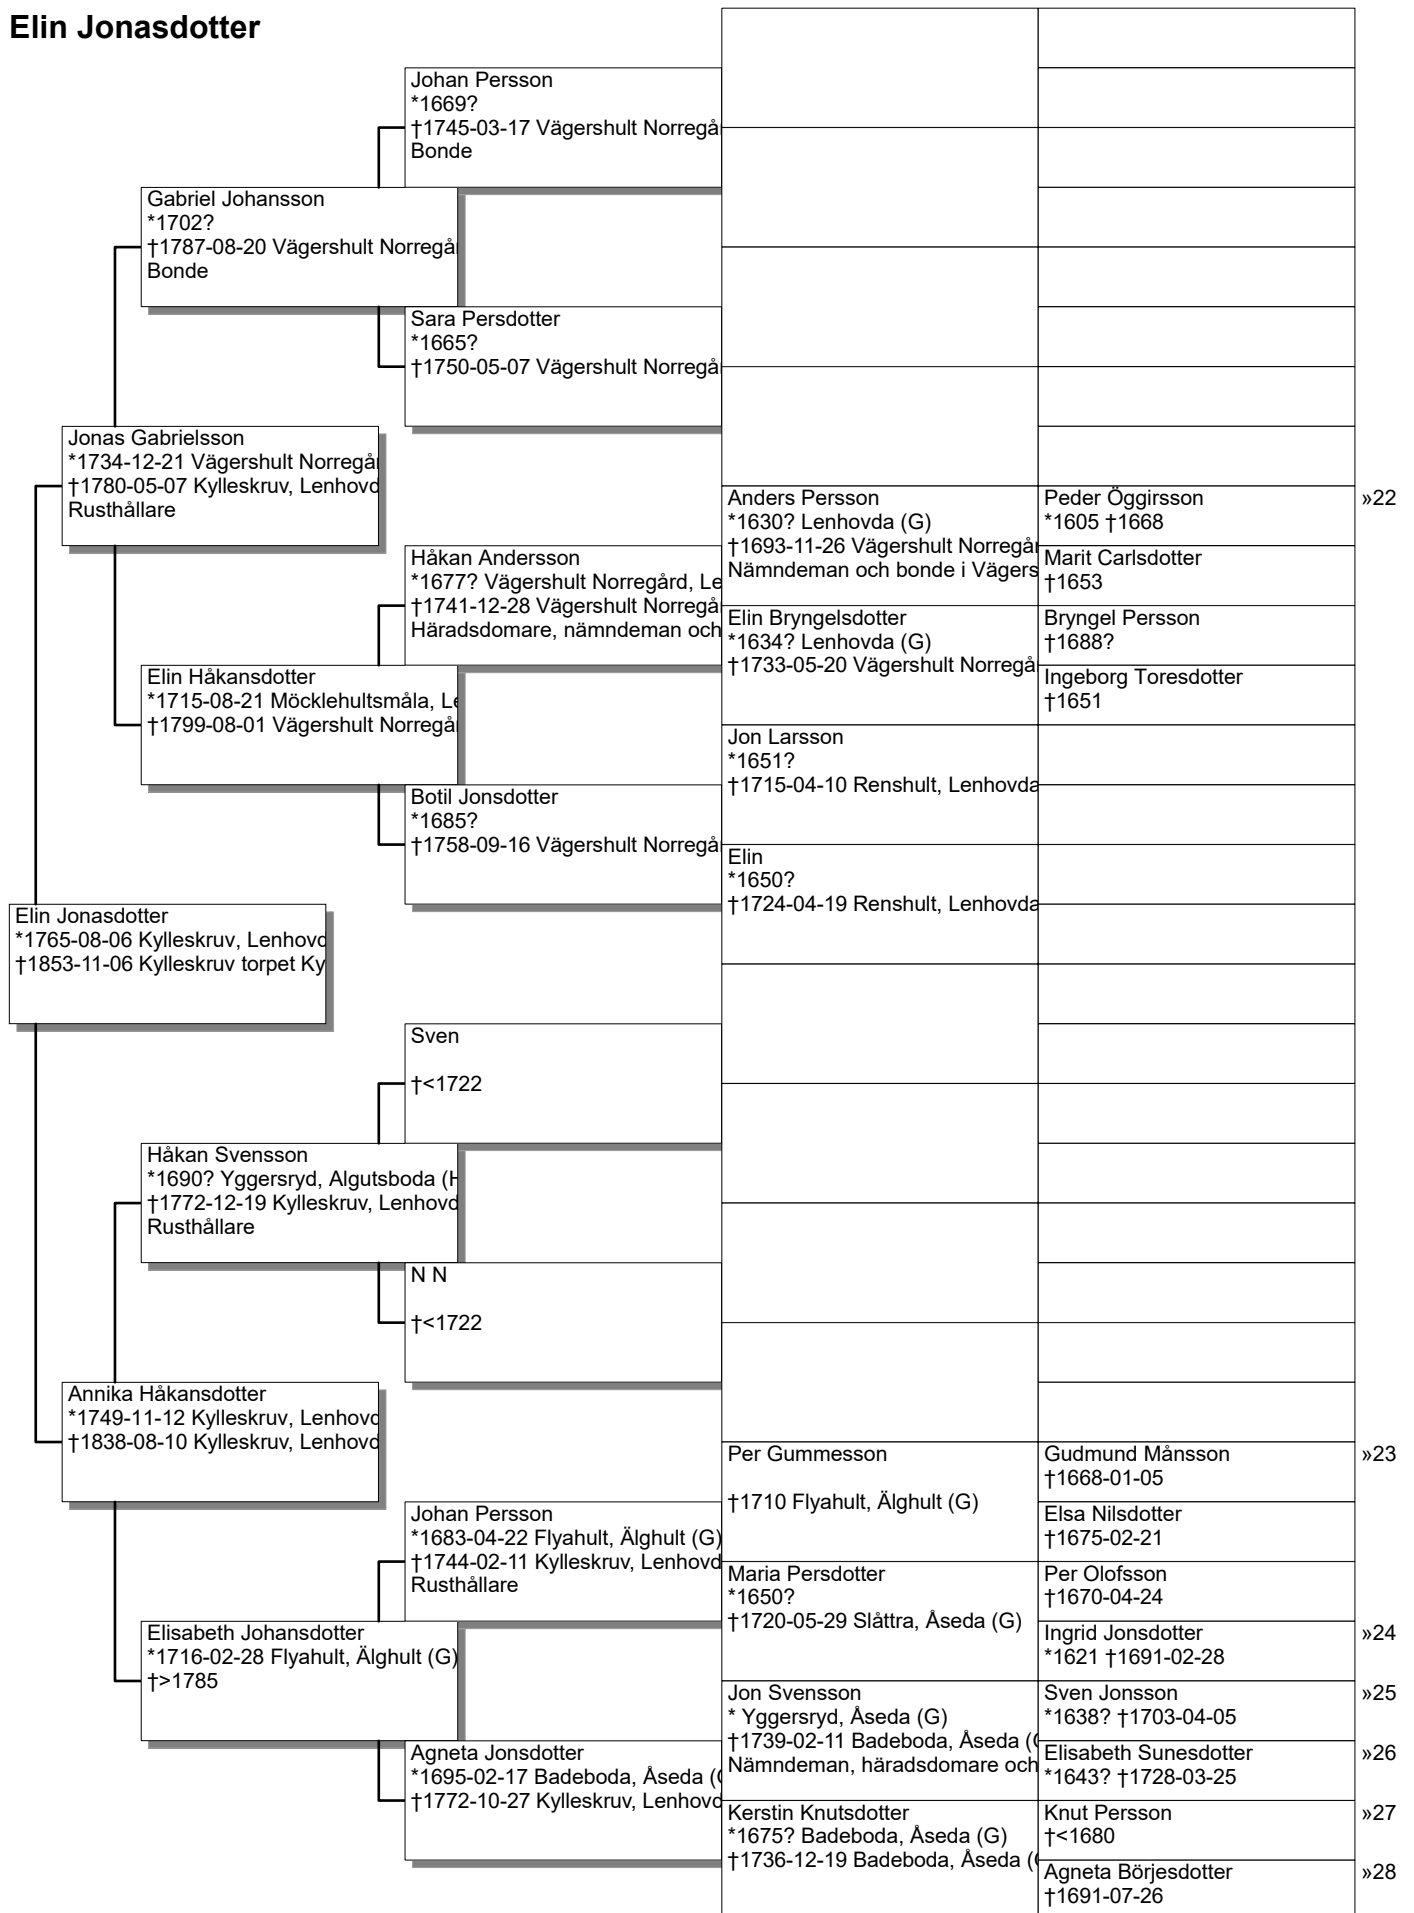 Elin Jonasdotter
Johan Persson
*1669?
†1745-03-17 Vägershult Norregår
Bonde
Gabriel Johansson
*1702?
†1787-08-20 Vägershult Norregår
Bonde
Sara Persdotter
*1665?
†1750-05-07 Vägershult Norregår
Jonas Gabrielsson
*1734-12-21 Vägershult Norregår
†1780-05-07 Kylleskruv, Lenhovd
Rusthållare
Anders Persson
*1630? Lenhovda (G)
†1693-11-26 Vägershult Norregår
Nämndeman och bonde i Vägers
Peder Öggirsson
*1605 †1668
»22
Marit Carlsdotter
†1653
Håkan Andersson
*1677? Vägershult Norregård, Le
†1741-12-28 Vägershult Norregår
Häradsdomare, nämndeman och
Elin Bryngelsdotter
*1634? Lenhovda (G)
†1733-05-20 Vägershult Norregår
Bryngel Persson
†1688?
Ingeborg Toresdotter
†1651
Elin Håkansdotter
*1715-08-21 Möcklehultsmåla, Le
†1799-08-01 Vägershult Norregår
Jon Larsson
*1651?
†1715-04-10 Renshult, Lenhovda
Botil Jonsdotter
*1685?
†1758-09-16 Vägershult Norregår
Elin
*1650?
†1724-04-19 Renshult, Lenhovda
Elin Jonasdotter
*1765-08-06 Kylleskruv, Lenhovd
†1853-11-06 Kylleskruv torpet Ky
Sven
†<1722
Håkan Svensson
*1690? Yggersryd, Algutsboda (H
†1772-12-19 Kylleskruv, Lenhovd
Rusthållare
N N
†<1722
Annika Håkansdotter
*1749-11-12 Kylleskruv, Lenhovd
†1838-08-10 Kylleskruv, Lenhovd
Per Gummesson
†1710 Flyahult, Älghult (G)
Gudmund Månsson
†1668-01-05
»23
Elsa Nilsdotter
†1675-02-21
Johan Persson
*1683-04-22 Flyahult, Älghult (G)
†1744-02-11 Kylleskruv, Lenhovd
Rusthållare
Maria Persdotter
*1650?
†1720-05-29 Slåttra, Åseda (G)
Per Olofsson
†1670-04-24
Ingrid Jonsdotter
*1621 †1691-02-28
»24
Elisabeth Johansdotter
*1716-02-28 Flyahult, Älghult (G)
†>1785
Jon Svensson
* Yggersryd, Åseda (G)
†1739-02-11 Badeboda, Åseda (G
Nämndeman, häradsdomare och
Sven Jonsson
*1638? †1703-04-05
»25
Elisabeth Sunesdotter
*1643? †1728-03-25
»26
Agneta Jonsdotter
*1695-02-17 Badeboda, Åseda (G
†1772-10-27 Kylleskruv, Lenhovd
Kerstin Knutsdotter
*1675? Badeboda, Åseda (G)
†1736-12-19 Badeboda, Åseda (G
Knut Persson
†<1680
»27
Agneta Börjesdotter
†1691-07-26
»28